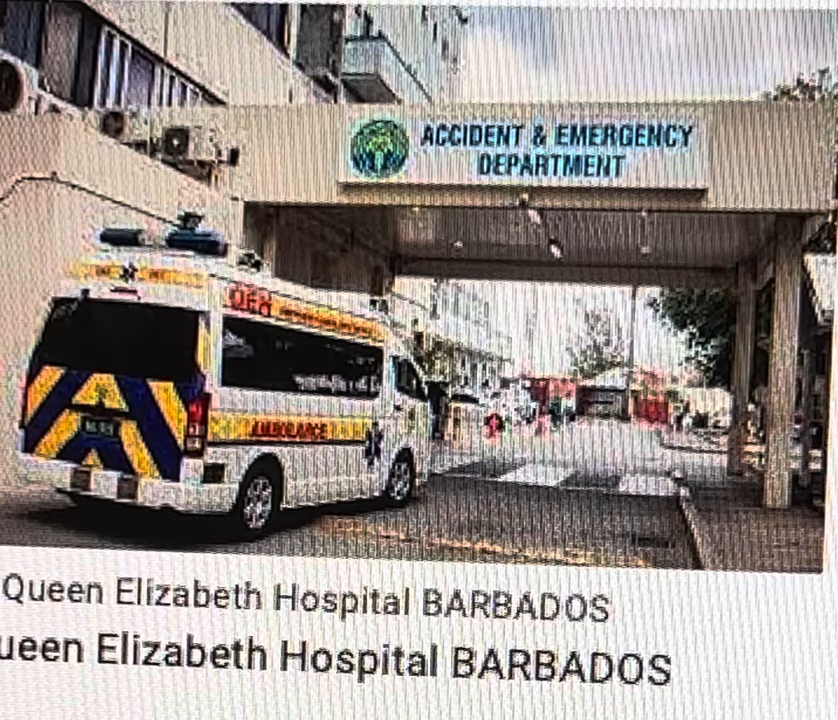 ACCIDENT & EMERGENCY
DEPARTMENT
QEH
AMBULANCE
Queen Elizabeth Hospital BARBADOS
ueen Elizabeth Hospital BARBADOS